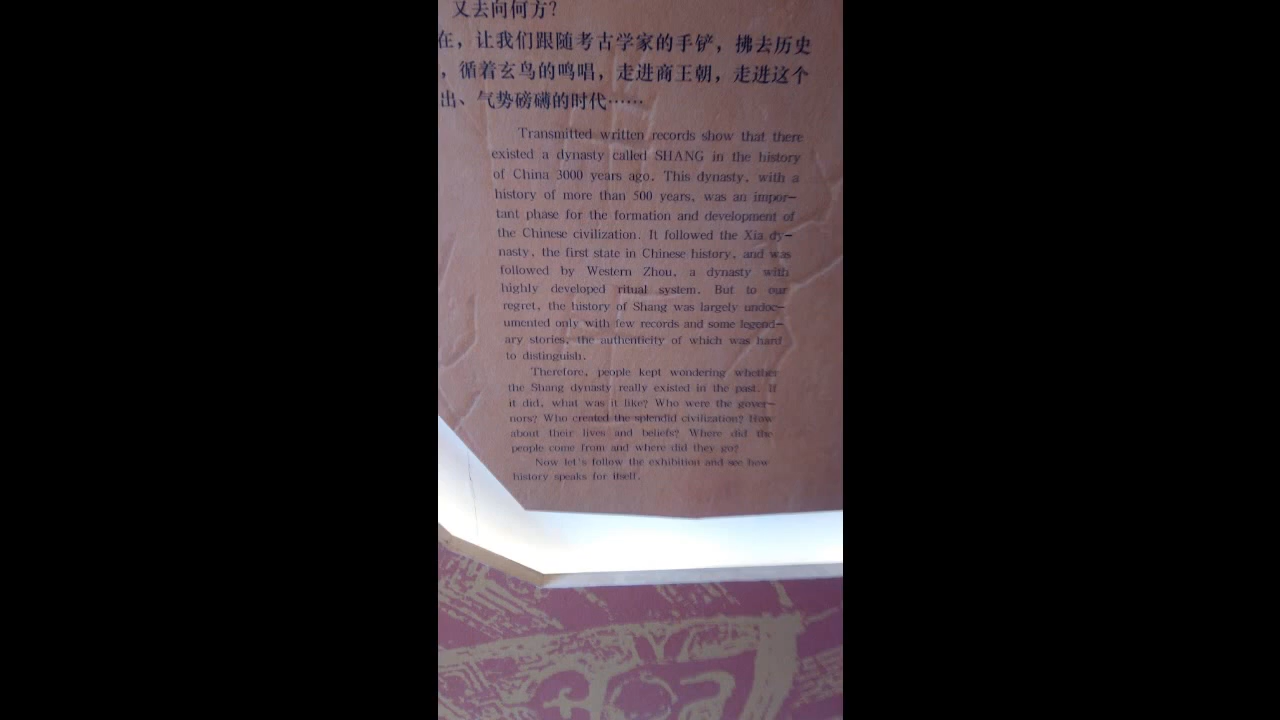 又去向何方？
在，让我们跟随考古学家的手铲，拂去历史
，循着玄鸟的鸣唱，走进商王朝，走进这个
出、气势磅礴的时代……
Transmitted written records show that there
existed a dynasty called SHANG in the history
of China 3000 years ago. This dynasty, with a
history of more than 500 years, was an impor-
tant phase for the formation and development of
the Chinese civilization. It followed the Xia dy-
nasty, the first state in Chinese history, and was
followed by Western Zhou, a dynasty with
highly developed ritual system. But to our
regret, the history of Shang was largely undoc-
umented only with few records and some legend-
ary stories, the authenticity of which was hard
to distinguish.
Therefore, people kept wondering whether
the Shang dynasty really existed in the past. If
it did, what was it like? Who were the gover-
nors? Who created the splendid civilization? How
about their lives and beliefs? Where did the
people come from and where did they go?
Now let's follow the exhibition and see how
history speaks for itself.